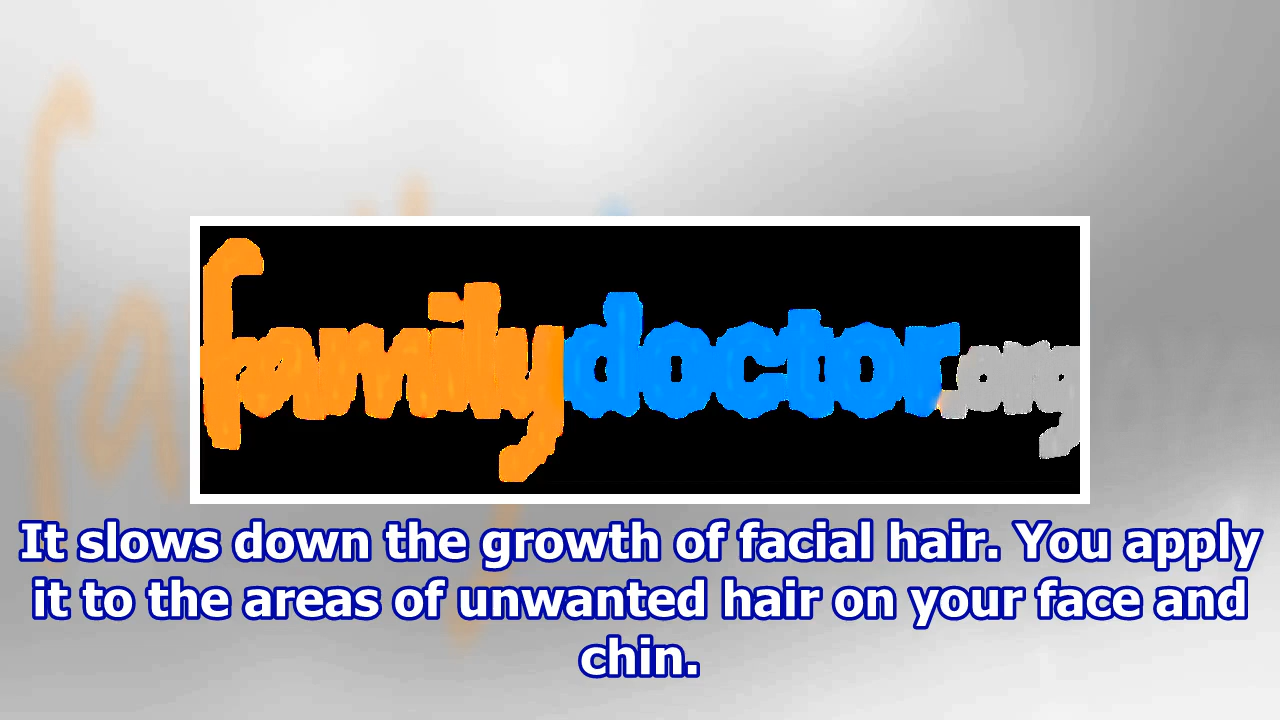 familydoctor.org
It slows down the growth of facial hair. You apply
it to the areas of unwanted hair on your face and
chin.